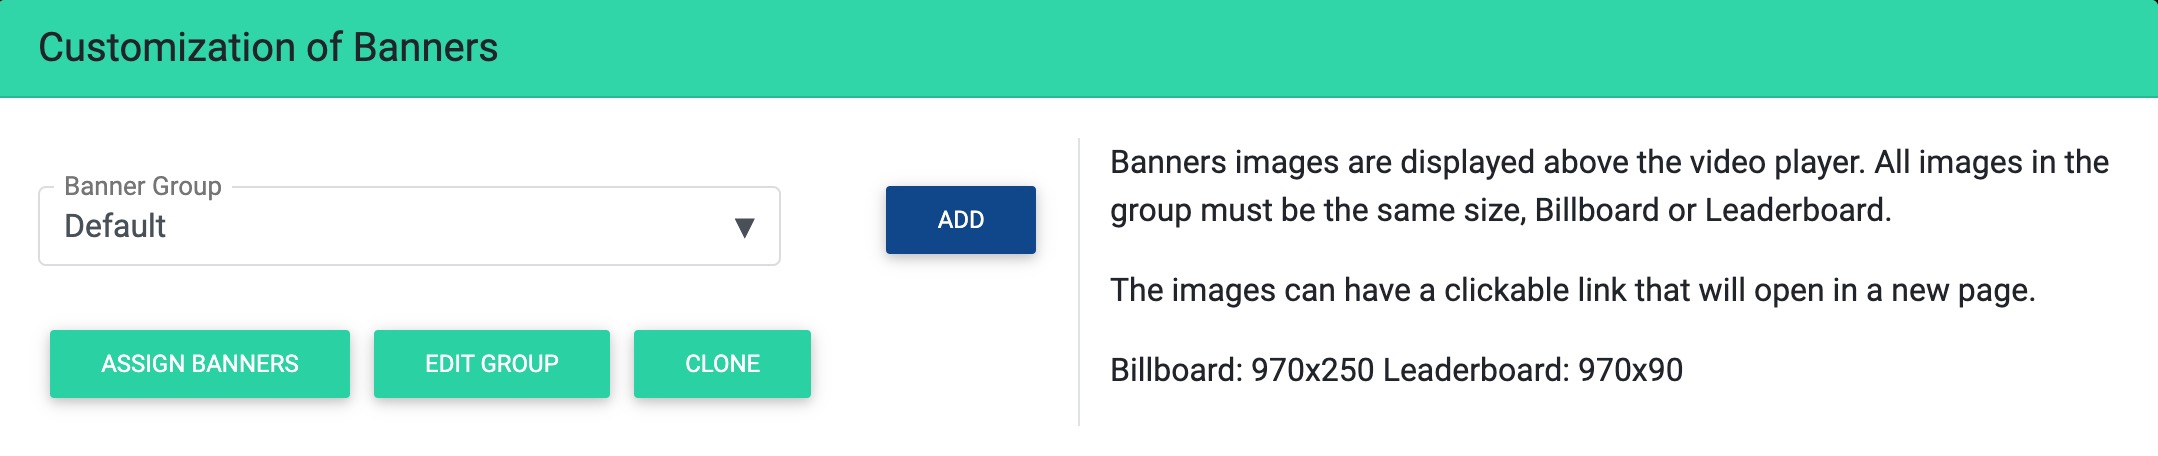 Customization of Banners
Banner Group
Default
ADD
ASSIGN BANNERS
EDIT GROUP
CLONE
Banners images are displayed above the video player. All images in the
group must be the same size, Billboard or Leaderboard.
The images can have a clickable link that will open in a new page.
Billboard: 970x250 Leaderboard: 970x90